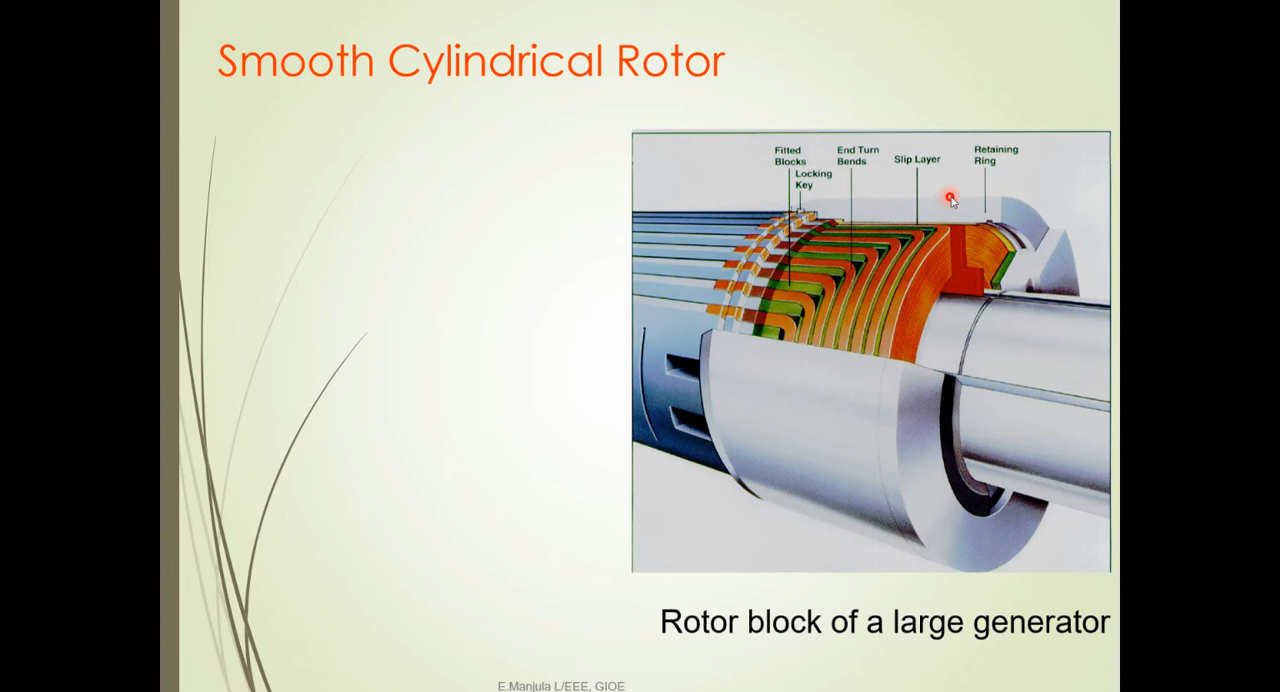 Smooth Cylindrical Rotor
Fitted
Blocks
Locking
Key
End Turn
Bends
Slip Layer
Retaining
Ring
Rotor block of a large generator
E.Manjula L/EEE, GIOE